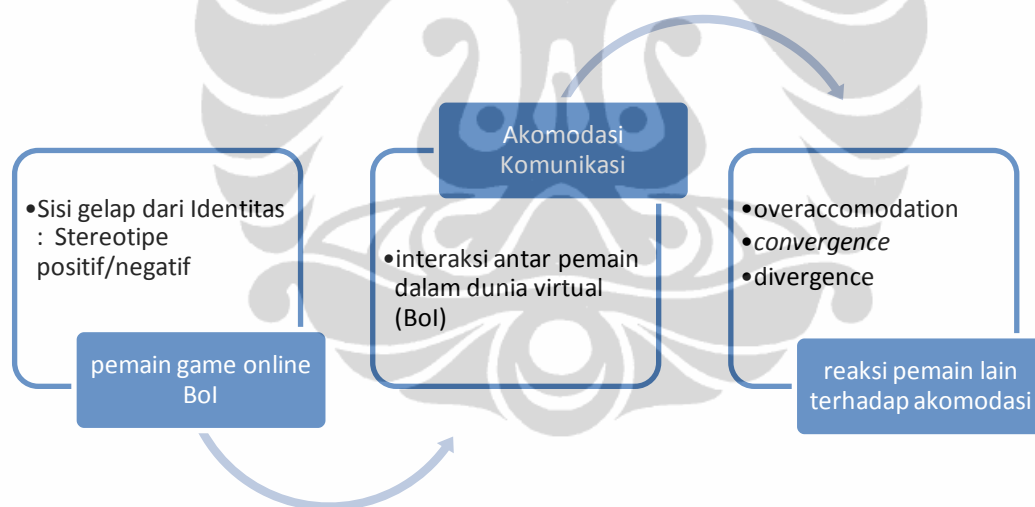 •Sisi gelap dari Identitas
: Stereotipe
positif/negatif
pemain game online
BoI
Akomodasi
Komunikasi
•interaksi antar pemain
dalam dunia virtual
(BoI)
•overaccomodation
•convergence
•divergence
reaksi pemain lain
terhadap akomodasi